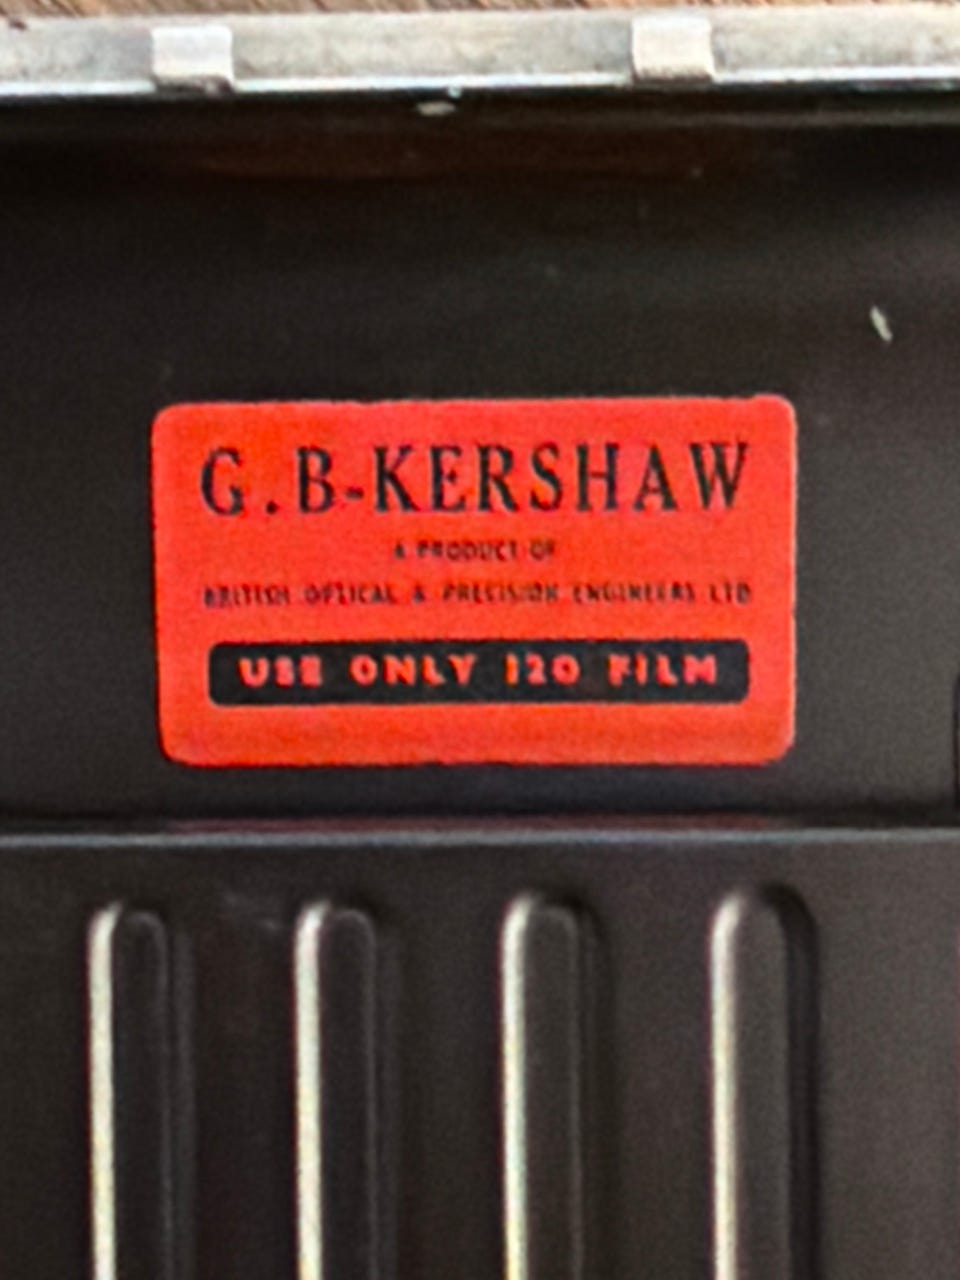 G.B-KERSHAW
A PRODUCT OF
BRITISH OPTICAL & PRECISION ENGINEERS LTD
USE ONLY 120 FILM